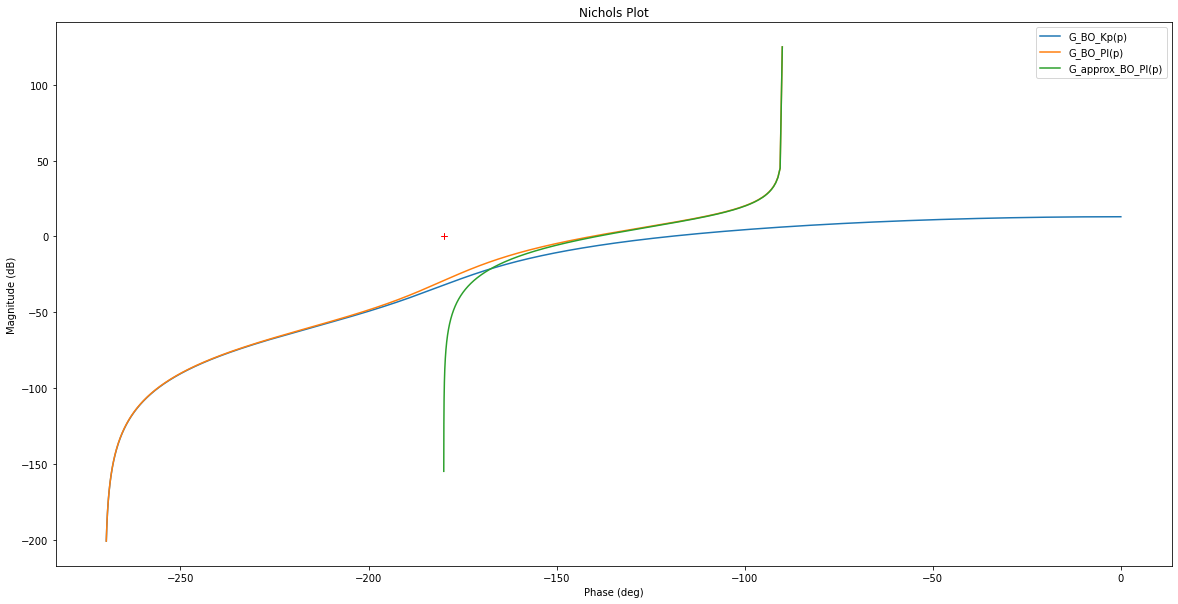 Nichols Plot
G_BO_Kp(p)
G_BO_PI(p)
G_approx_BO_PI(p)
Magnitude (dB)
100
50
0
−50
−100
−150
−200
−250
−200
−150
−100
−50
0
Phase (deg)